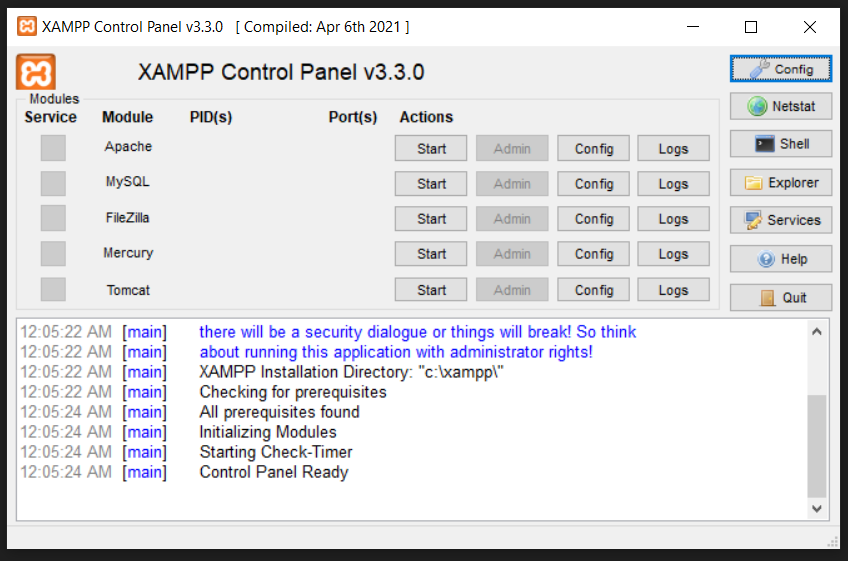 XAMPP Control Panel v3.3.0 [ Compiled: Apr 6th 2021 ]
XAMPP Control Panel v3.3.0
Config
Modules
Service Module PID(s) Port(s) Actions
Netstat
Apache Start Admin Config Logs
Shell
MySQL Start Admin Config Logs
Explorer
FileZilla Start Admin Config Logs
Services
Mercury Start Admin Config Logs
Help
Tomcat Start Admin Config Logs
Quit
12:05:22 AM [main] there will be a security dialogue or things will break! So think
12:05:22 AM [main] about running this application with administrator rights!
12:05:22 AM [main] XAMPP Installation Directory: "c:\xampp\"
12:05:22 AM [main] Checking for prerequisites
12:05:24 AM [main] All prerequisites found
12:05:24 AM [main] Initializing Modules
12:05:24 AM [main] Starting Check-Timer
12:05:24 AM [main] Control Panel Ready